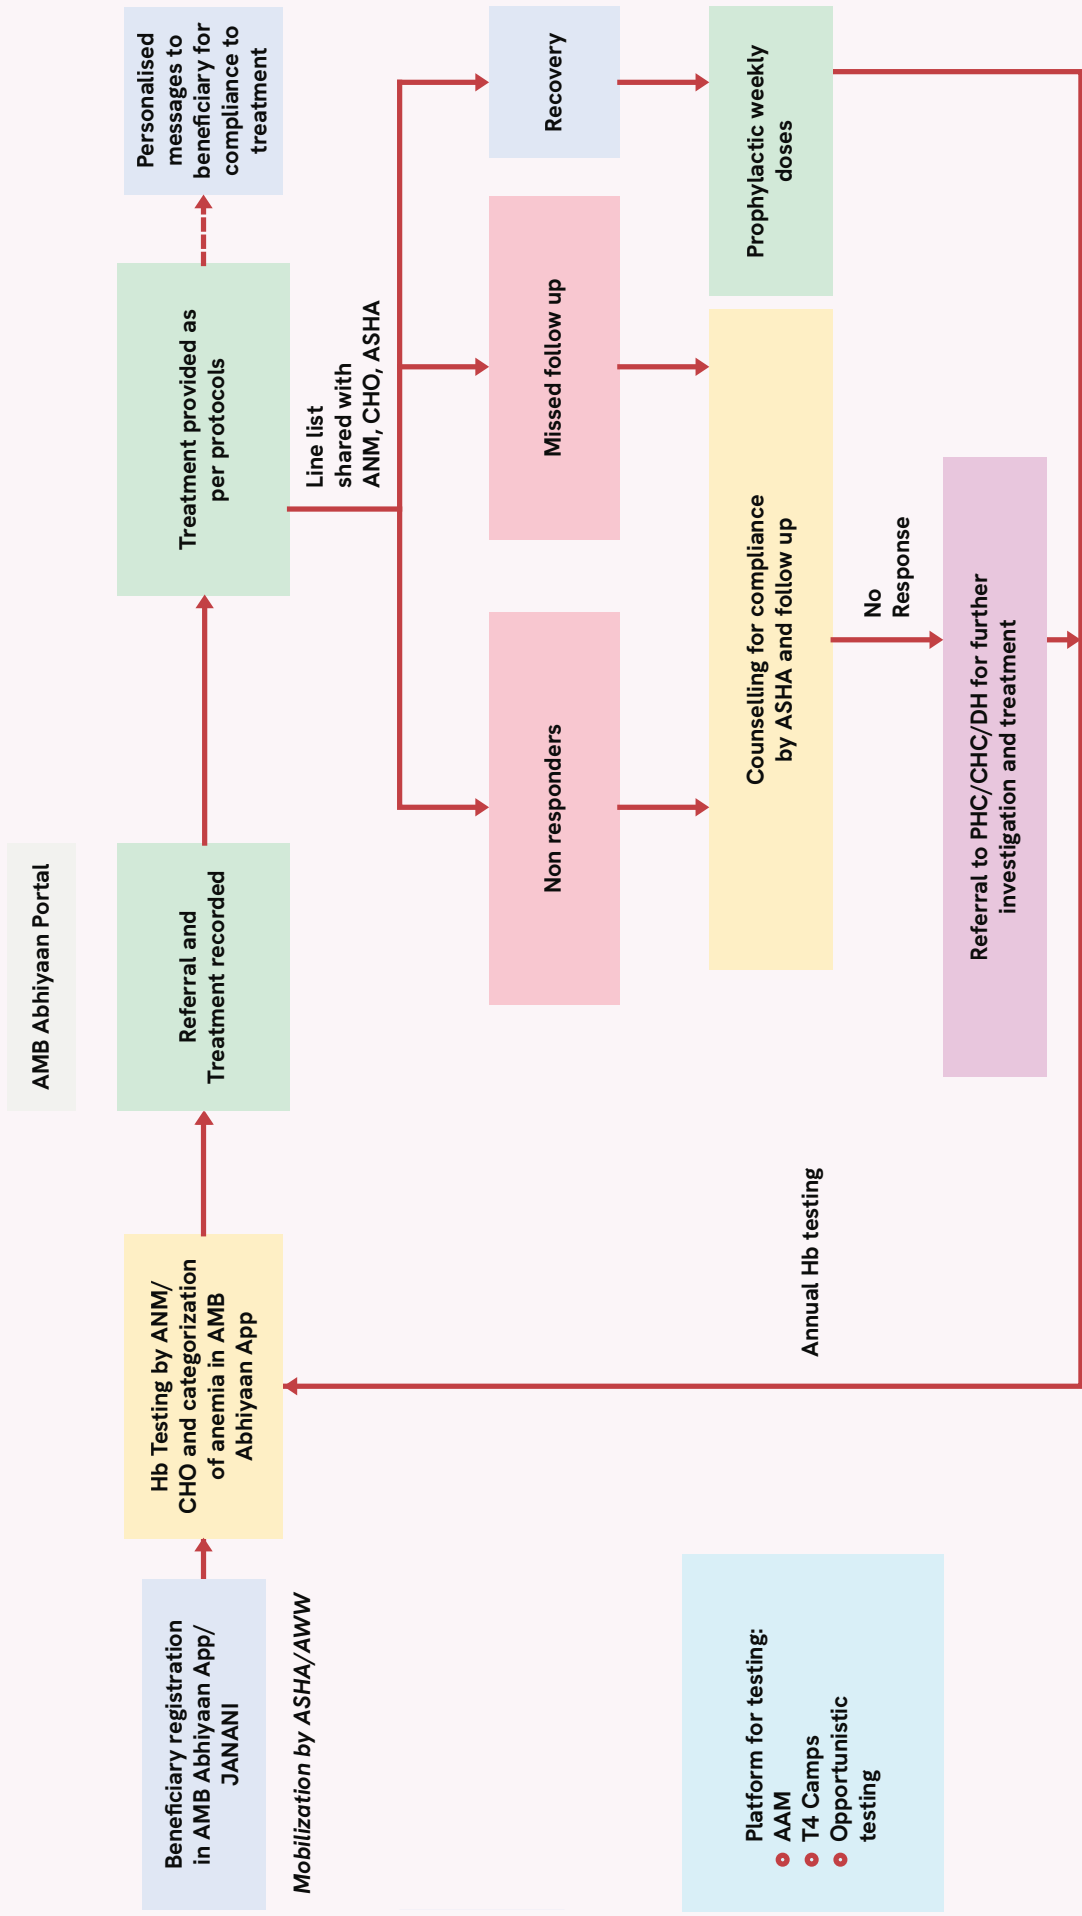 AMB Abhiyaan Portal
Beneficiary registration
in AMB Abhiyaan App/
JANANI
Mobilization by ASHA/AWW
Hb Testing by ANM/
CHO and categorization
of anemia in AMB
Abhiyaan App
Referral and
Treatment recorded
Treatment provided as
per protocols
Personalised
messages to
beneficiary for
compliance to
treatment
Line list
shared with
ANM, CHO, ASHA
Non responders
Missed follow up
Recovery
Counselling for compliance
by ASHA and follow up
Prophylactic weekly
doses
No
Response
Referral to PHC/CHC/DH for further
investigation and treatment
Annual Hb testing
Platform for testing:
AAM
T4 Camps
Opportunistic
testing